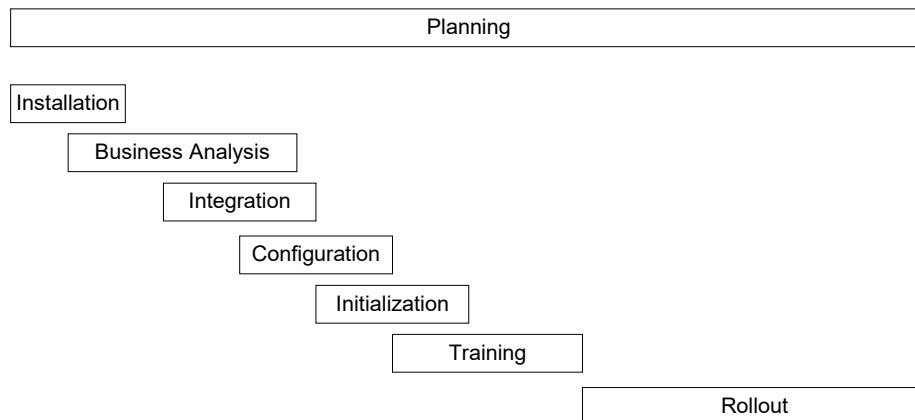 Planning
Installation
Business Analysis
Integration
Configuration
Initialization
Training
Rollout